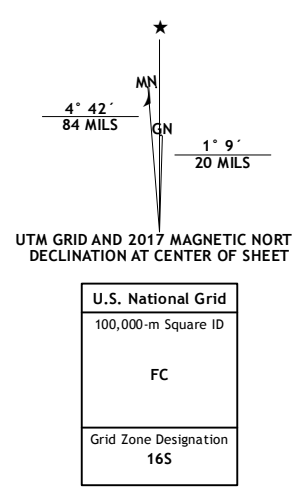 MN
4° 42´
84 MILS
GN
1° 9´
20 MILS
UTM GRID AND 2017 MAGNETIC NORT
DECLINATION AT CENTER OF SHEET
U.S. National Grid
100,000-m Square ID
FC
Grid Zone Designation
16S